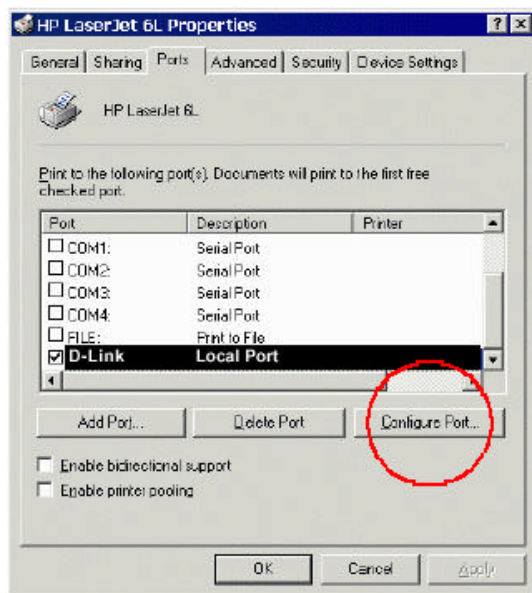 HP LaserJet 6L Properties
General Sharing Ports Advanced Security Device Settings
HP LaserJet 6L
Print to the following port(s). Documents will print to the first free
checked port.
Port Description Printer
COM1: Serial Port
COM2: Serial Port
COM3: Serial Port
COM4: Serial Port
FILE: Print to File
D-Link Local Port
Add Port... Delete Port Configure Port...
Enable bidirectional support
Enable printer pooling
OK Cancel Apply